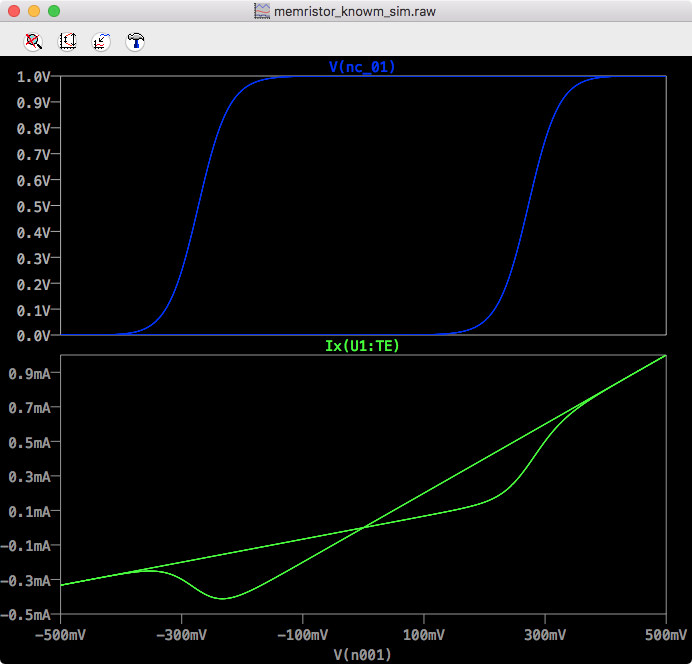 memristor_knowm_sim.raw
V(nc_01)
1.0V
0.9V
0.8V
0.7V
0.6V
0.5V
0.4V
0.3V
0.2V
0.1V
0.0V
Ix(U1:TE)
0.9mA
0.7mA
0.5mA
0.3mA
0.1mA
-0.1mA
-0.3mA
-0.5mA
-500mV -300mV -100mV 100mV 300mV 500mV
V(n001)